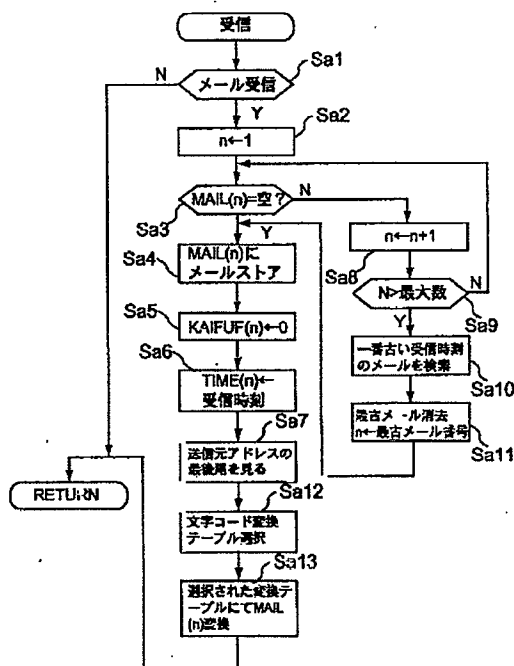 受信
Sa1
N
メール受信
Y
Sa2
n←1
MAIL(n)=空?
N
Sa3
Y
Sa4
MAIL(n)に
メールストア
n←n+1
Sa8
N>最大数
N
Sa9
Y
Sa5
KAIFUF(n)←0
Sa6
TIME(n)←
受信時刻
一番古い受信時刻
のメールを検索
Sa10
最古メール消去
n←最古メール番号
Sa11
Sa7
送信元アドレスの
最後尾を見る
RETURN
Sa12
文字コード変換
テーブル選択
Sa13
選択された変換テ
ーブルにてMAIL
(n)変換